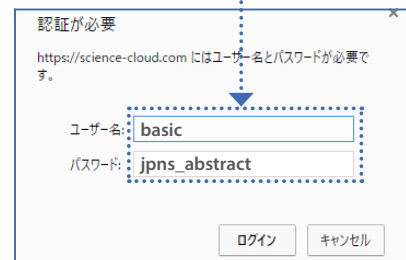 認証が必要
×
https://science-cloud.com にはユーザー名とパスワードが必要で
す。
ユーザー名: basic
パスワード: jpns_abstract
ログイン キャンセル